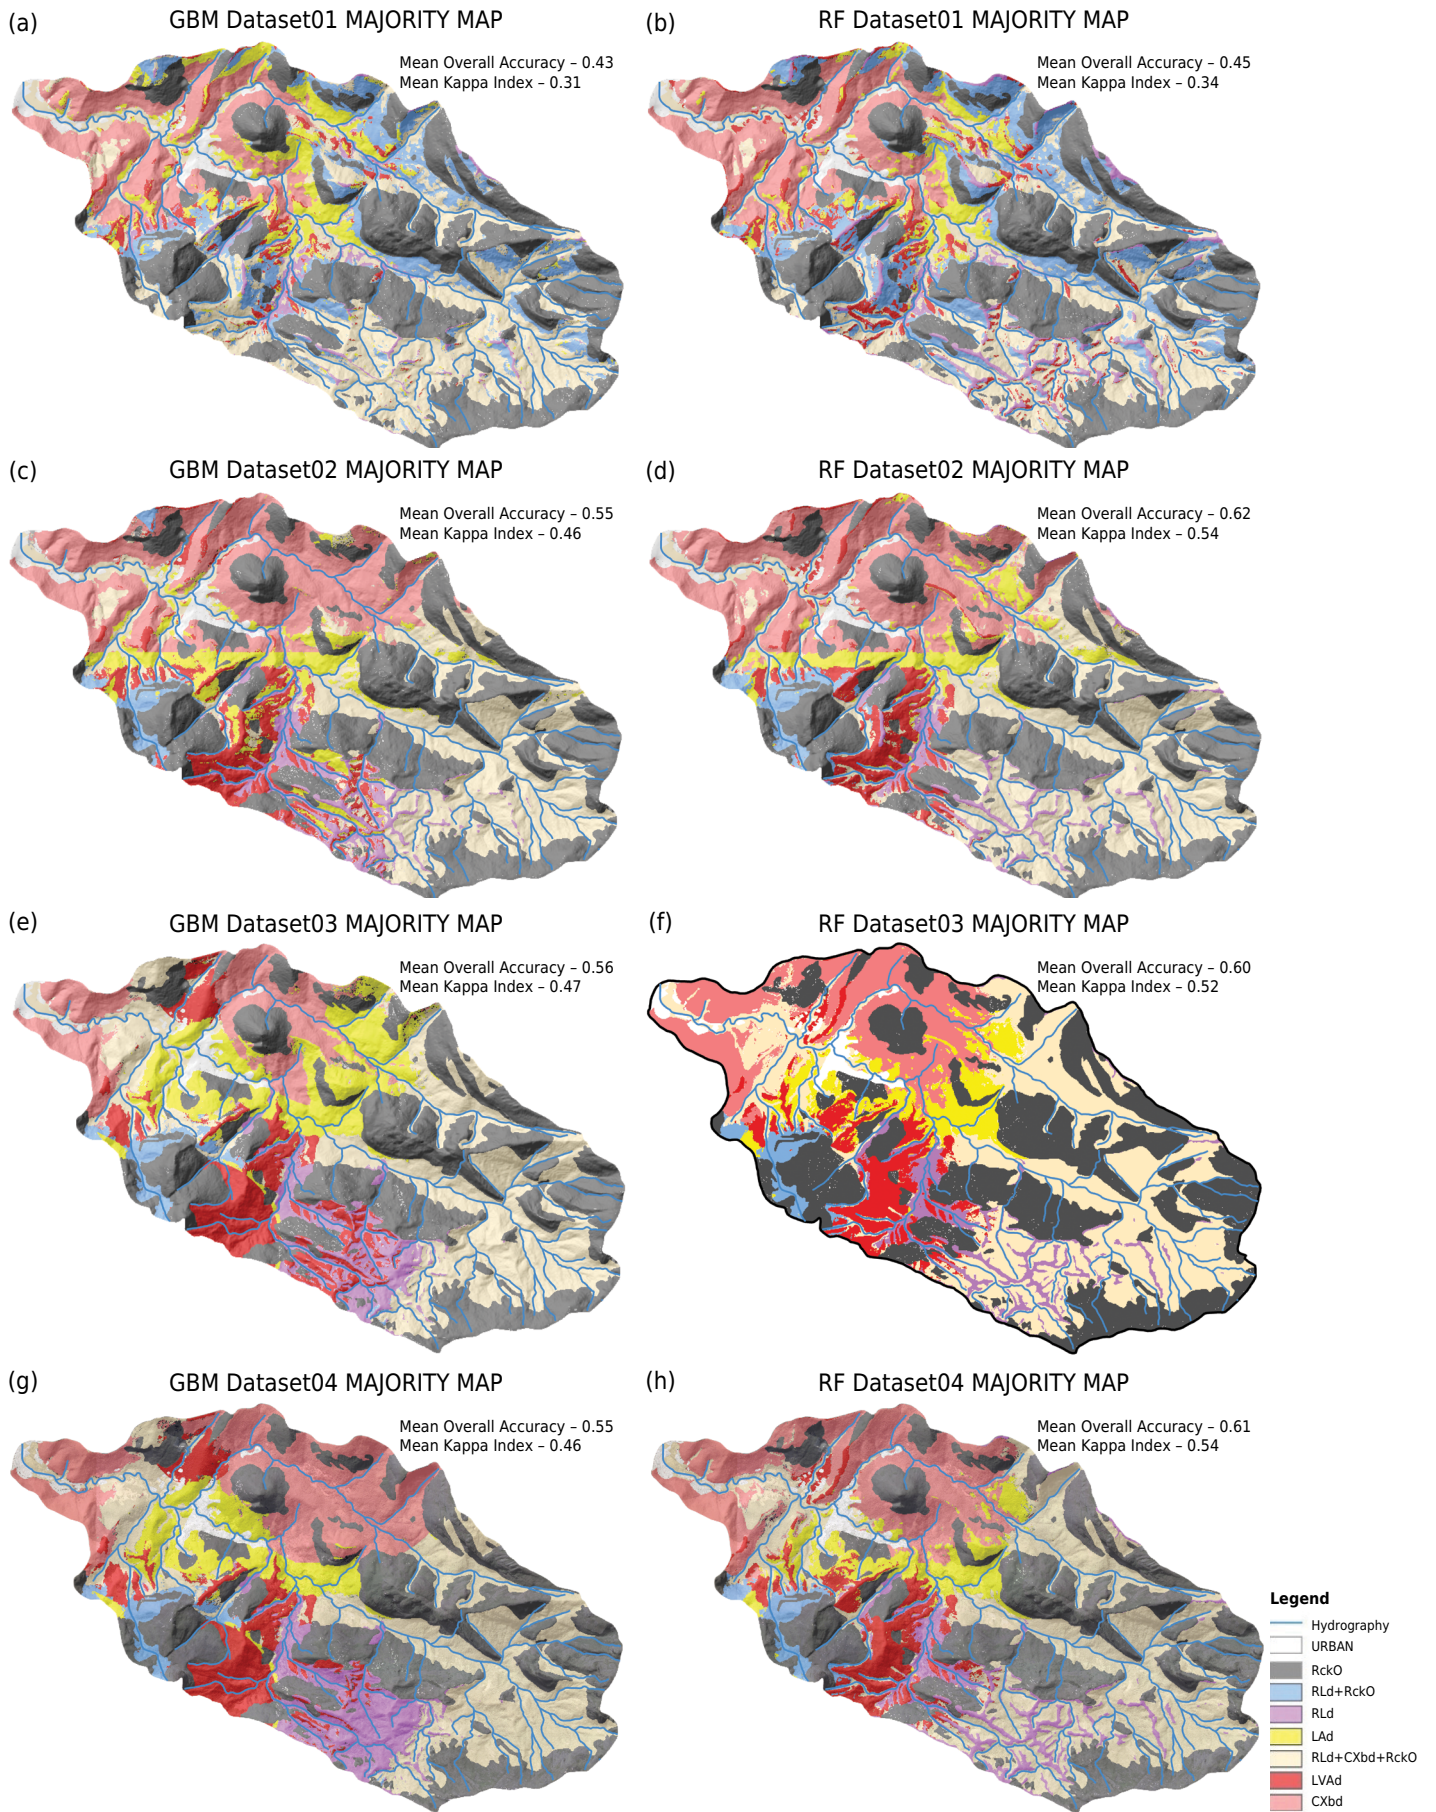 (a)
GBM Dataset01 MAJORITY MAP
Mean Overall Accuracy – 0.43
Mean Kappa Index – 0.31
(b)
RF Dataset01 MAJORITY MAP
Mean Overall Accuracy – 0.45
Mean Kappa Index – 0.34
(c)
GBM Dataset02 MAJORITY MAP
Mean Overall Accuracy – 0.55
Mean Kappa Index – 0.46
(d)
RF Dataset02 MAJORITY MAP
Mean Overall Accuracy – 0.62
Mean Kappa Index – 0.54
(e)
GBM Dataset03 MAJORITY MAP
Mean Overall Accuracy – 0.56
Mean Kappa Index – 0.47
(f)
RF Dataset03 MAJORITY MAP
Mean Overall Accuracy – 0.60
Mean Kappa Index – 0.52
(g)
GBM Dataset04 MAJORITY MAP
Mean Overall Accuracy – 0.55
Mean Kappa Index – 0.46
(h)
RF Dataset04 MAJORITY MAP
Mean Overall Accuracy – 0.61
Mean Kappa Index – 0.54
Legend
Hydrography
URBAN
RckO
RLd+RckO
RLd
LAd
RLd+CXbd+RckO
LVAd
CXbd